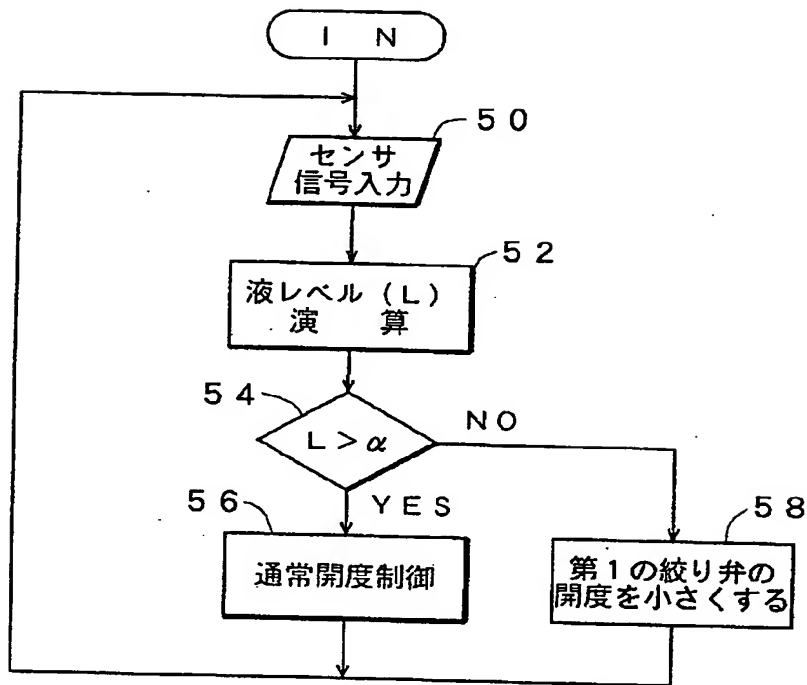 I N
50
センサ
信号入力
52
液レベル (L)
演 算
54
L>α
NO
YES
56
通常開度制御
58
第1の絞り弁の
開度を小さくする